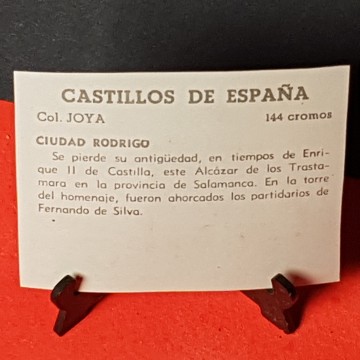 CASTILLOS DE ESPAÑA
Col. JOYA 144 cromos
CIUDAD RODRIGO
Se pierde su antigüedad, en tiempos de Enri-
que II de Castilla, este Alcázar de los Trasta-
mara en la provincia de Salamanca. En la torre
del homenaje, fueron ahorcados los partidarios de
Fernando de Silva.